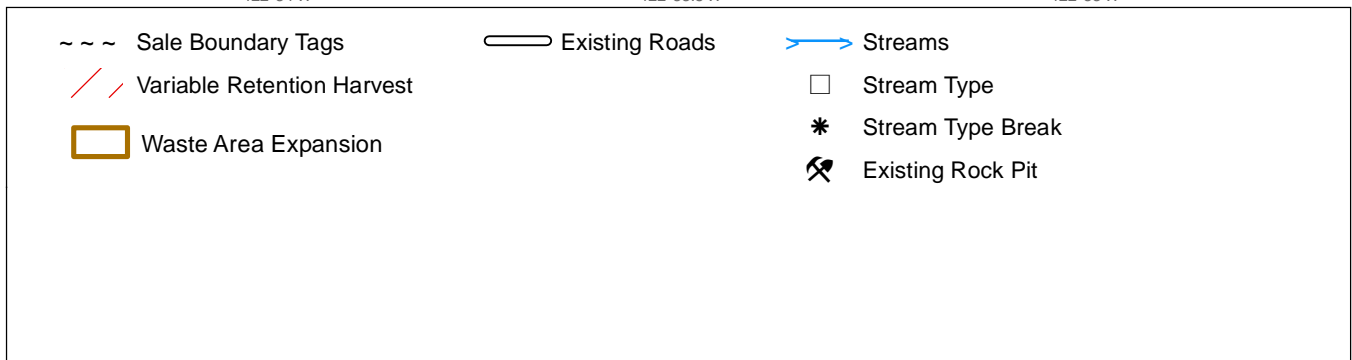 ~ ~ ~ Sale Boundary Tags
Variable Retention Harvest
Waste Area Expansion
Existing Roads
Streams
Stream Type
Stream Type Break
Existing Rock Pit